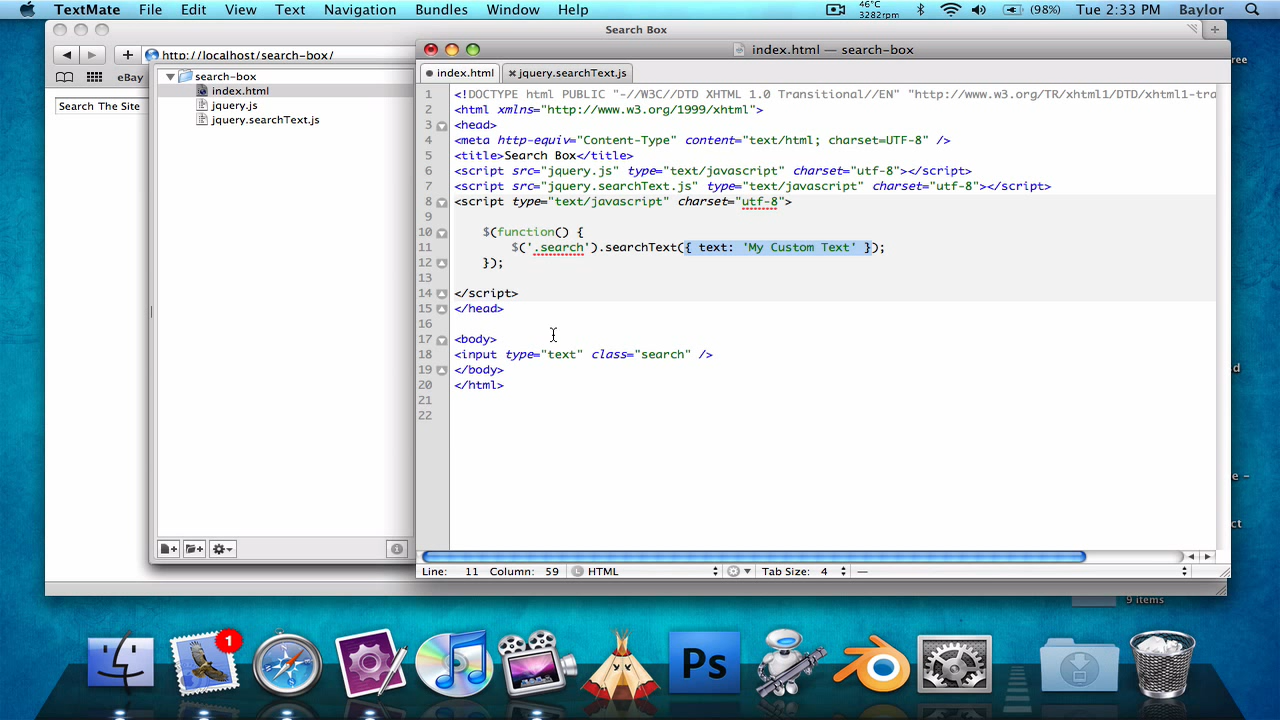 TextMate File Edit View Text Navigation Bundles Window Help 46°C 3282rpm (98%) Tue 2:33 PM Baylor
Search Box
http://localhost/search-box/
eBay
Search The Site
search-box
index.html
jquery.js
jquery.searchText.js
index.html — search-box
index.html jquery.searchText.js
1 <!DOCTYPE html PUBLIC "-//W3C//DTD XHTML 1.0 Transitional//EN" "http://www.w3.org/TR/xhtml1/DTD/xhtml1-tra
2 <html xmlns="http://www.w3.org/1999/xhtml">
3 <head>
4 <meta http-equiv="Content-Type" content="text/html; charset=UTF-8" />
5 <title>Search Box</title>
6 <script src="jquery.js" type="text/javascript" charset="utf-8"></script>
7 <script src="jquery.searchText.js" type="text/javascript" charset="utf-8"></script>
8 <script type="text/javascript" charset="utf-8">
9
10 $(function() {
11 $('.search').searchText({ text: 'My Custom Text' });
12 });
13
14 </script>
15 </head>
16
17 <body>
18 <input type="text" class="search" />
19 </body>
20 </html>
21
22
Line: 11 Column: 59 L HTML Tab Size: 4 —
ree
d
e –
ct
9 items
1
Ps